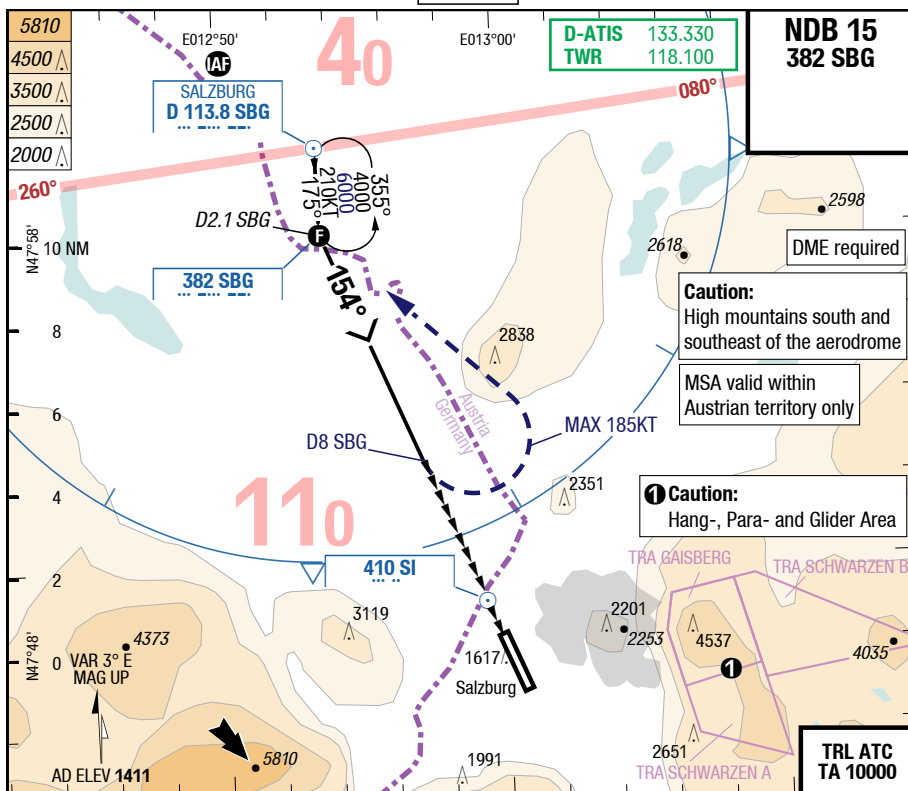 5810
4500
3500
2500
2000
E012°50'
IAF
SALZBURG
D 113.8 SBG
40
E013°00'
D-ATIS 133.330
TWR 118.100
NDB 15
382 SBG
080°
260°
175°
210KT
6000
4000
355°
D2.1 SBG
F
382 SBG
154°
N47°58'
10 NM
8
6
4
2
0
N47°48'
2598
2618
DME required
Caution:
High mountains south and
southeast of the aerodrome
MSA valid within
Austrian territory only
2838
Austria
Germany
MAX 185KT
D8 SBG
110
2351
1 Caution:
Hang-, Para- and Glider Area
TRA GAISBERG
TRA SCHWARZEN B
410 SI
3119
2201
2253
4537
4035
1
4373
VAR 3° E
MAG UP
1617
Salzburg
5810
1991
2651
TRA SCHWARZEN A
AD ELEV 1411
TRL ATC
TA 10000